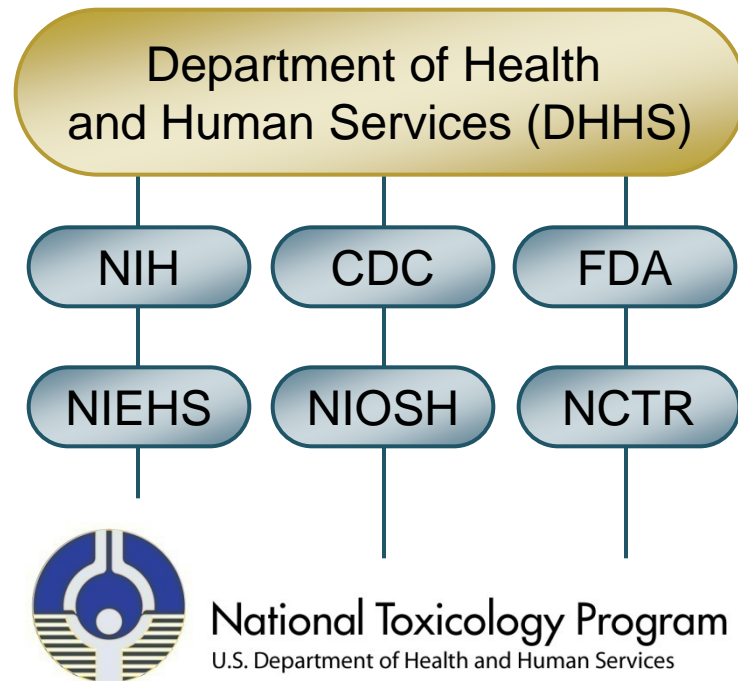 Department of Health
and Human Services (DHHS)
NIH
CDC
FDA
NIEHS
NIOSH
NCTR
National Toxicology Program
U.S. Department of Health and Human Services